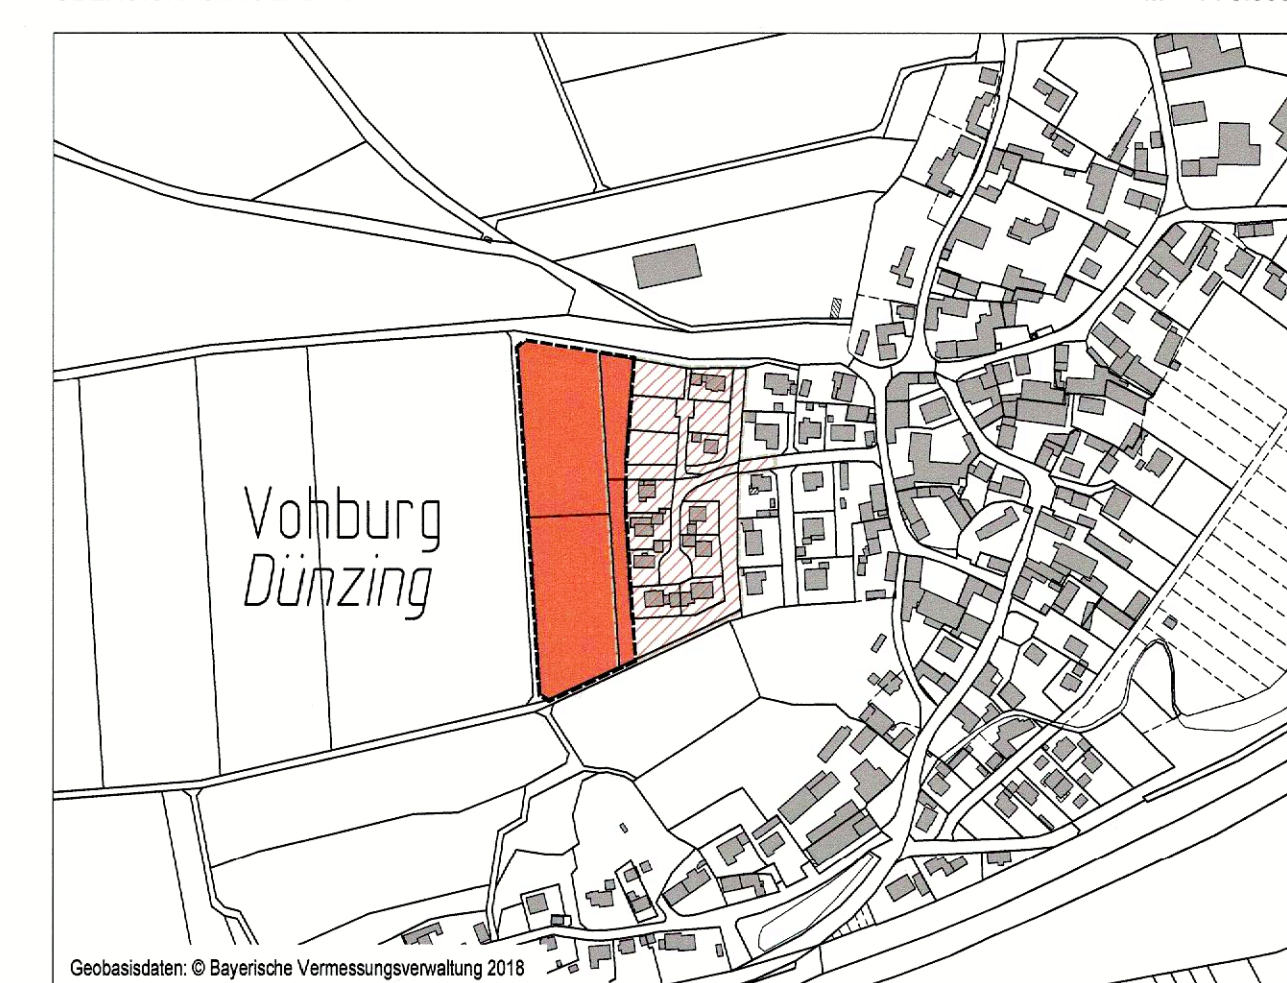 Vohburg
Dünzing
Geobasisdaten: © Bayerische Vermessungsverwaltung 2018